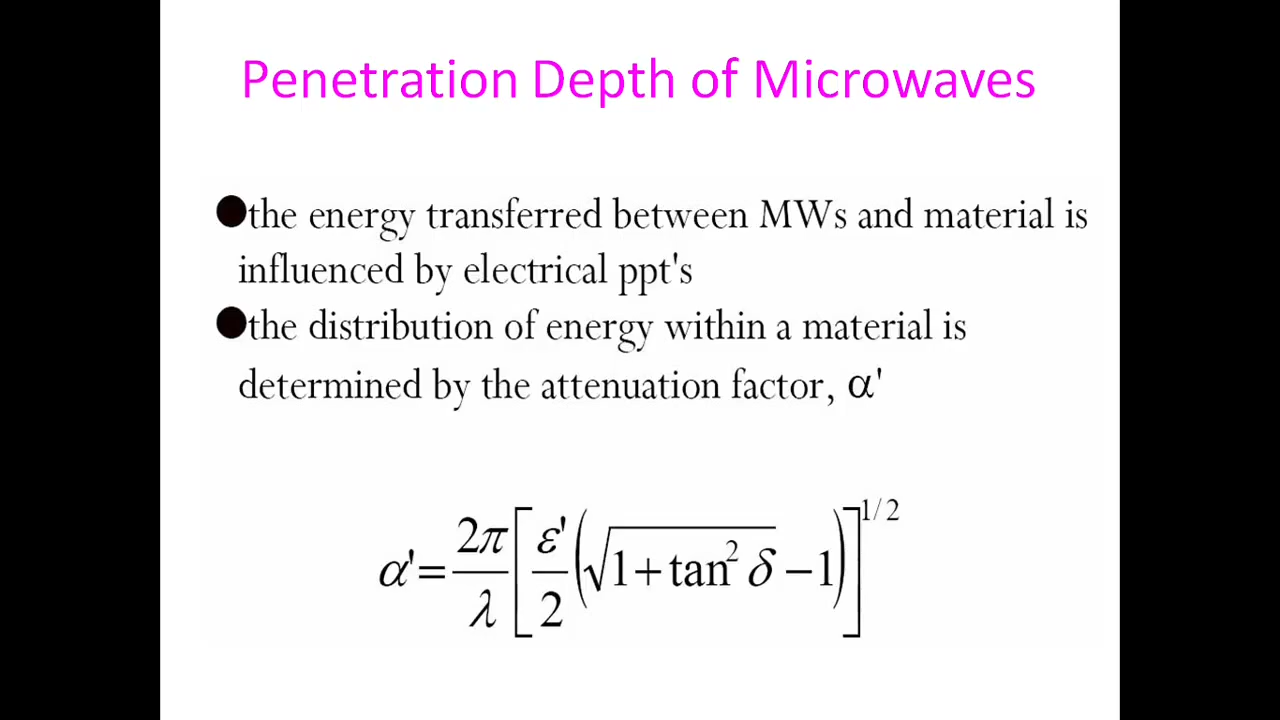 Penetration Depth of Microwaves
●the energy transferred between MWs and material is
influenced by electrical ppt's
●the distribution of energy within a material is
determined by the attenuation factor, α'
α'=2π/λ[ε'/2(√1+tan²δ−1)]^1/2